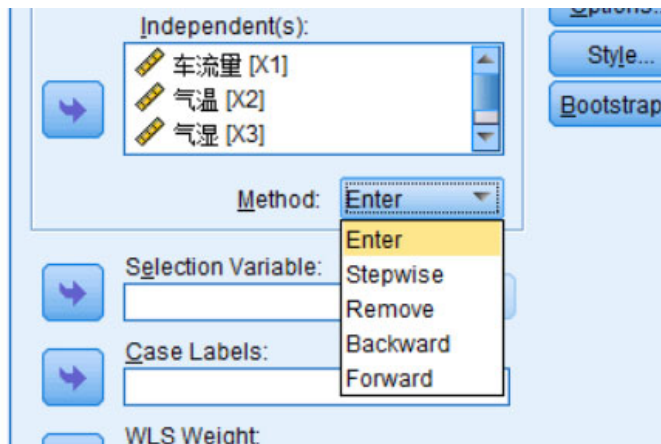 Independent(s):
车流量 [X1]
气温 [X2]
气湿 [X3]
Options...
Style...
Bootstrap
Method:
Enter
Enter
Stepwise
Remove
Backward
Forward
Selection Variable:
Case Labels:
WLS Weight: